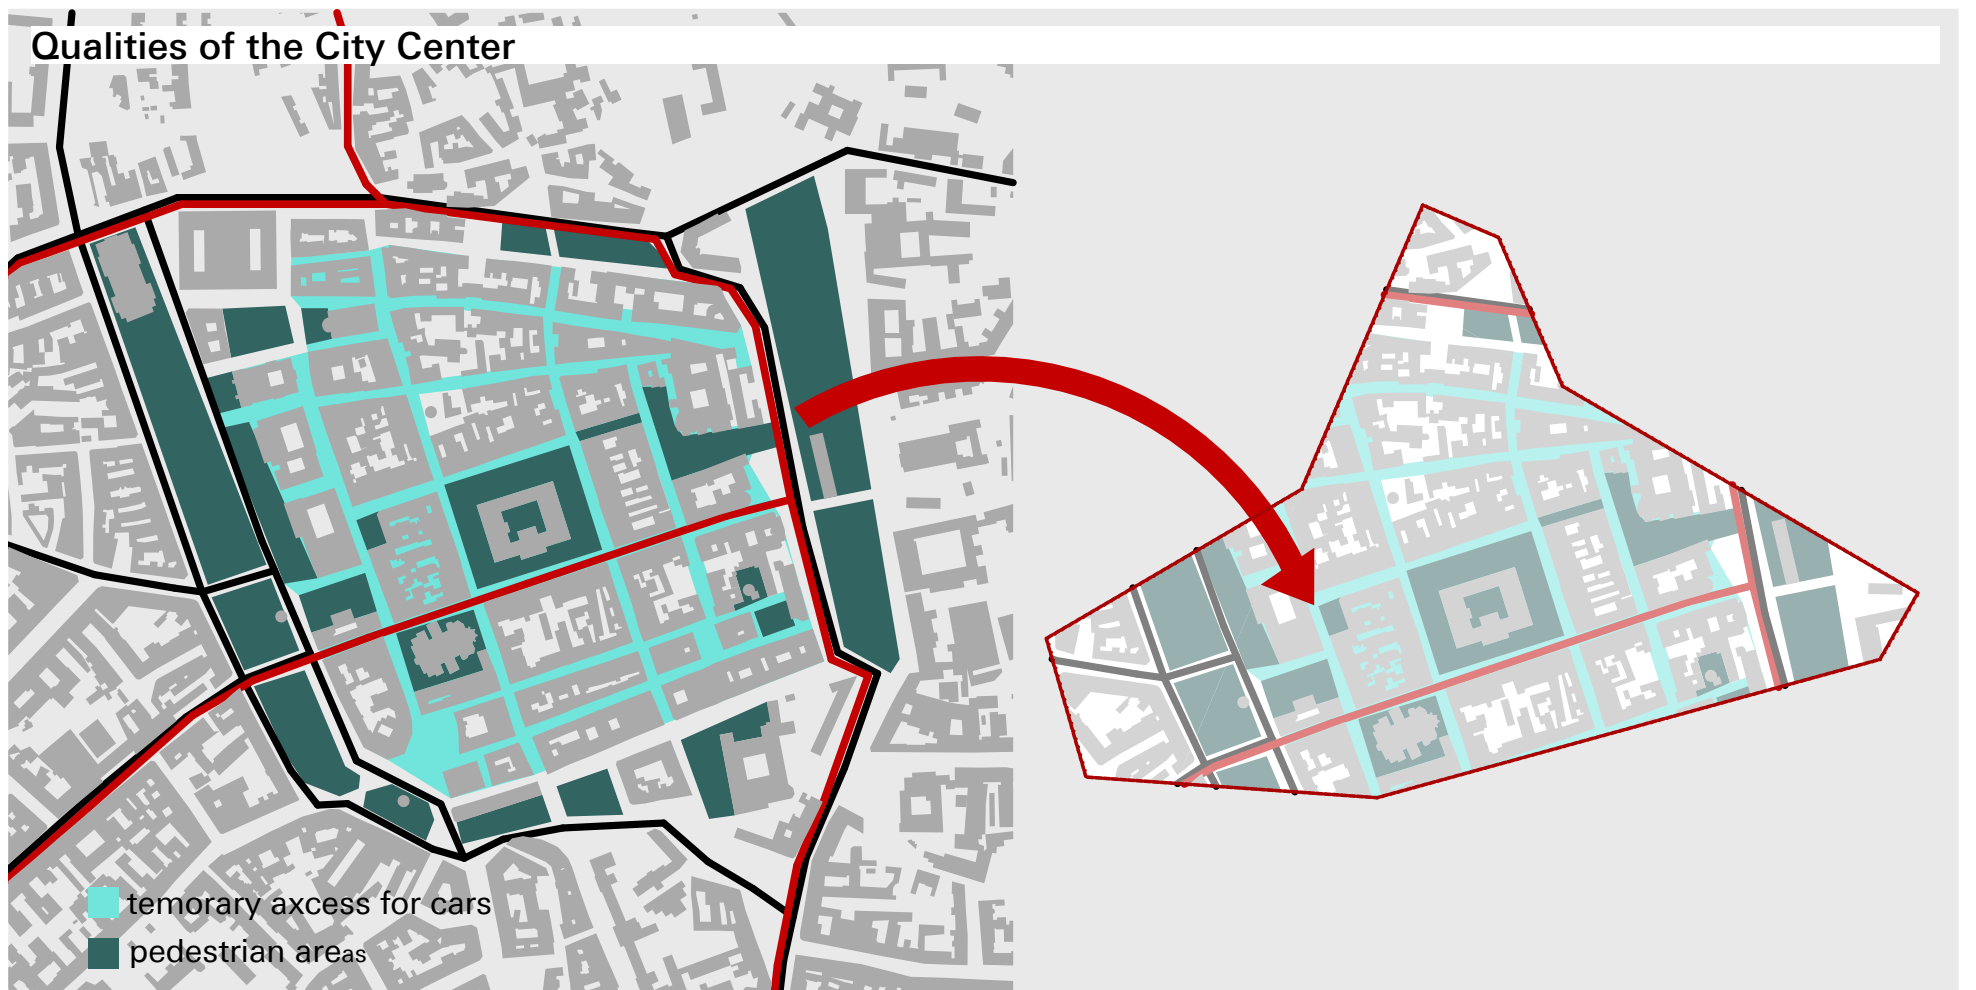 Qualities of the City Center
temorary axcess for cars
pedestrian areas